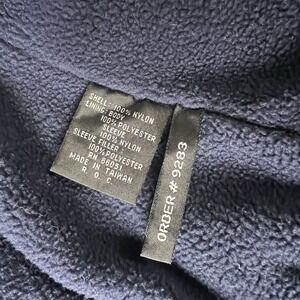 SHELL: 100% NYLON
LINING: BODY
100% POLYESTER
SLEEVE
100% NYLON
SLEEVE FILLER
100% POLYESTER
RN 88051
MADE IN TAIWAN
R. O. C.
ORDER # 9283